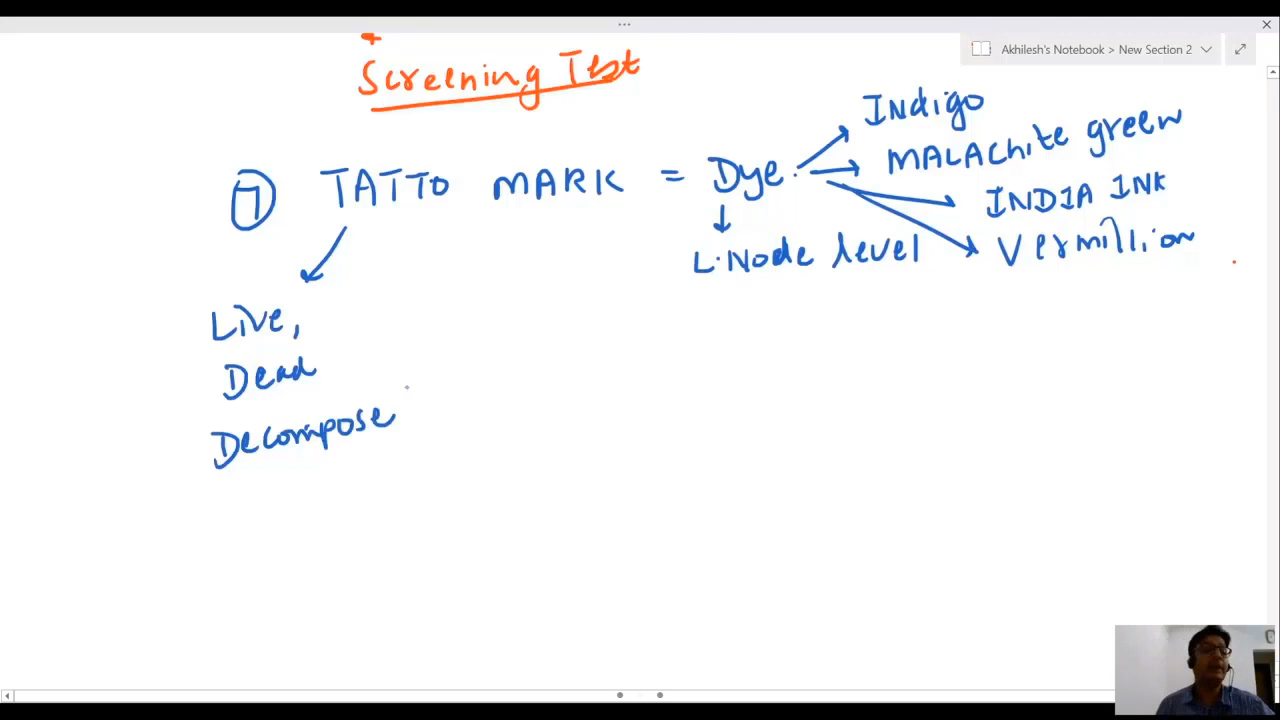 Akhilesh's Notebook > New Section 2
Screening Test
7 TATTO MARK = Dye
Indigo
MALAChite green
INDIA INK
Vermillion
L.Node level
Live,
Dead
Decompose